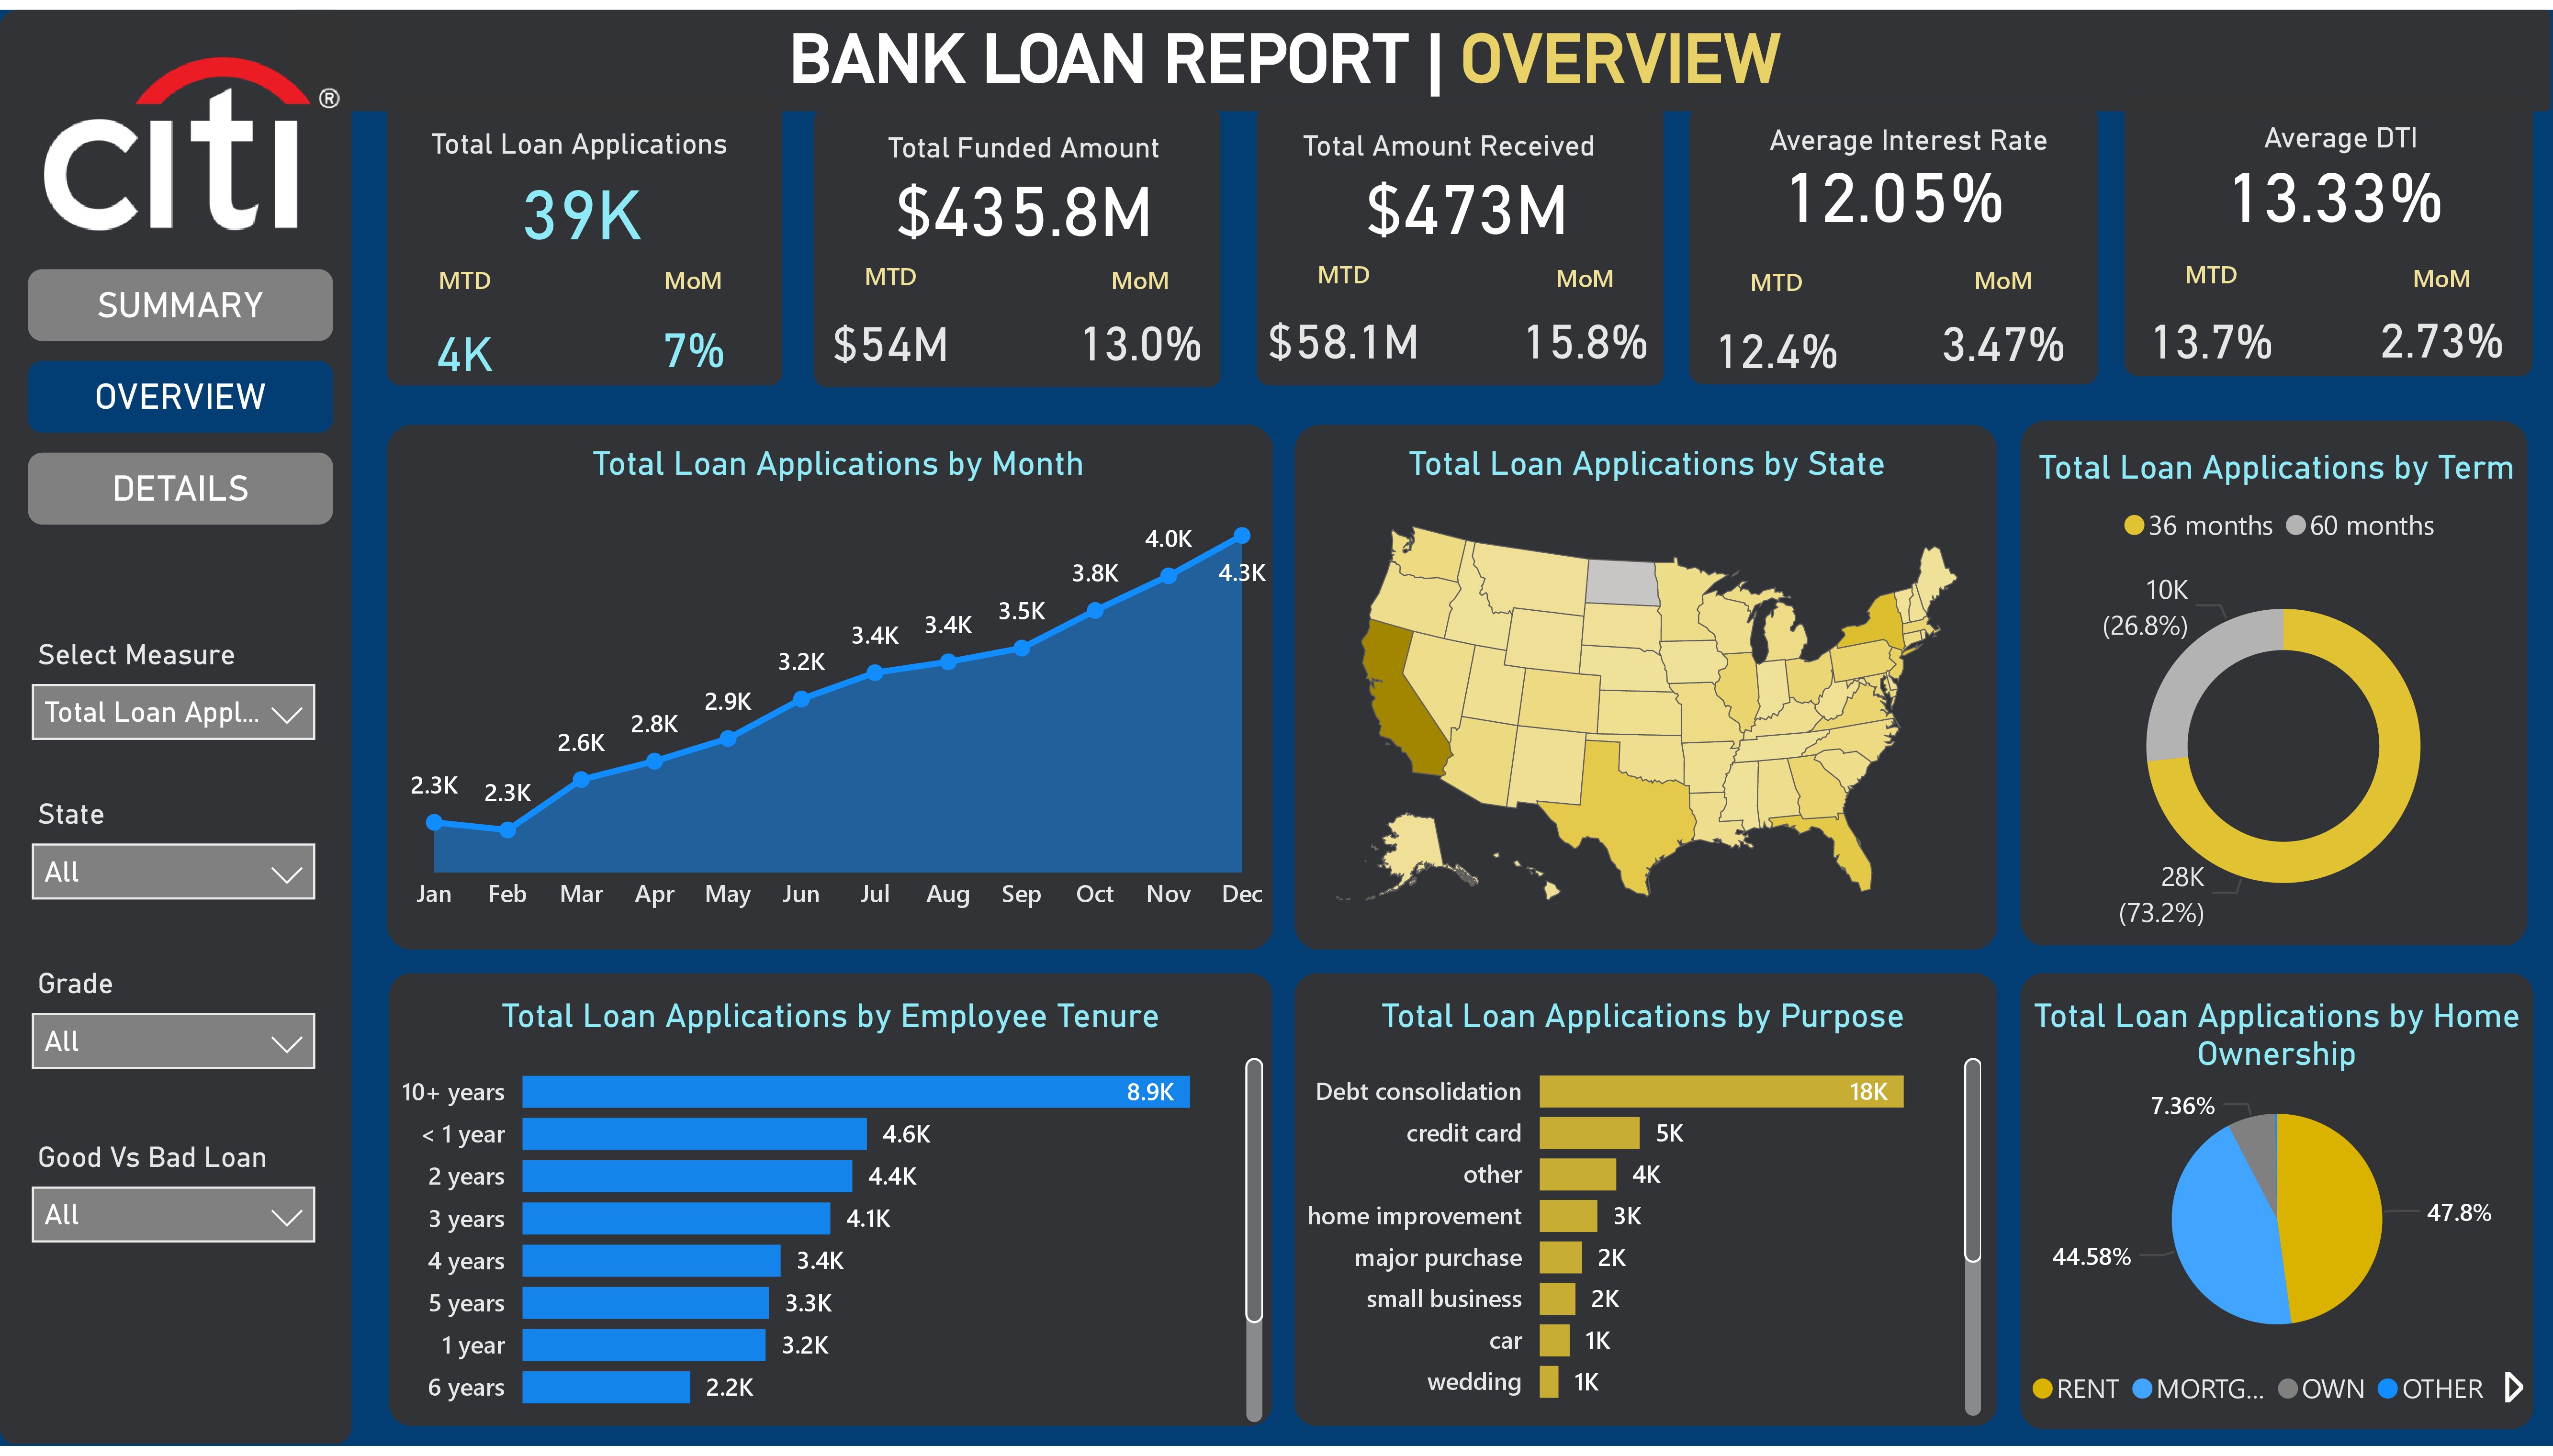 BANK LOAN REPORT | OVERVIEW
citi®
SUMMARY
OVERVIEW
DETAILS
Select Measure
Total Loan Appl...
State
All
Grade
All
Good Vs Bad Loan
All
Total Loan Applications
39K
MTD MoM
4K 7%
Total Funded Amount
$435.8M
MTD MoM
$54M 13.0%
Total Amount Received
$473M
MTD MoM
$58.1M 15.8%
Average Interest Rate
12.05%
MTD MoM
12.4% 3.47%
Average DTI
13.33%
MTD MoM
13.7% 2.73%
Total Loan Applications by Month
2.3K 2.3K 2.6K 2.8K 2.9K 3.2K 3.4K 3.4K 3.5K 3.8K 4.0K 4.3K
Jan Feb Mar Apr May Jun Jul Aug Sep Oct Nov Dec
Total Loan Applications by State
Total Loan Applications by Term
36 months 60 months
10K
(26.8%)
28K
(73.2%)
Total Loan Applications by Employee Tenure
10+ years 8.9K
< 1 year 4.6K
2 years 4.4K
3 years 4.1K
4 years 3.4K
5 years 3.3K
1 year 3.2K
6 years 2.2K
Total Loan Applications by Purpose
Debt consolidation 18K
credit card 5K
other 4K
home improvement 3K
major purchase 2K
small business 2K
car 1K
wedding 1K
Total Loan Applications by Home
Ownership
7.36%
47.8%
44.58%
RENT MORTG... OWN OTHER